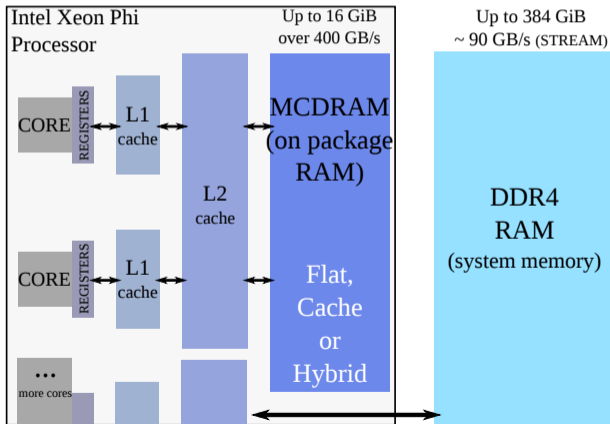 Intel Xeon Phi
Processor
Up to 16 GiB
over 400 GB/s
Up to 384 GiB
~ 90 GB/s (STREAM)
CORE
REGISTERS
L1
cache
L2
cache
MCDRAM
(on package
RAM)
DDR4
RAM
(system memory)
CORE
REGISTERS
L1
cache
Flat,
Cache
or
Hybrid
...
more cores